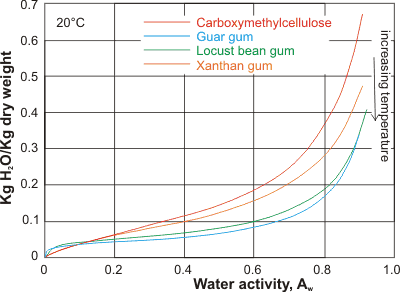 0.7
0.6
0.5
0.4
0.3
0.2
0.1
0
Kg H₂O/Kg dry weight
20°C
Carboxymethylcellulose
Guar gum
Locust bean gum
Xanthan gum
increasing temperature
0
0.2
0.4
0.6
0.8
1.0
Water activity, A_w